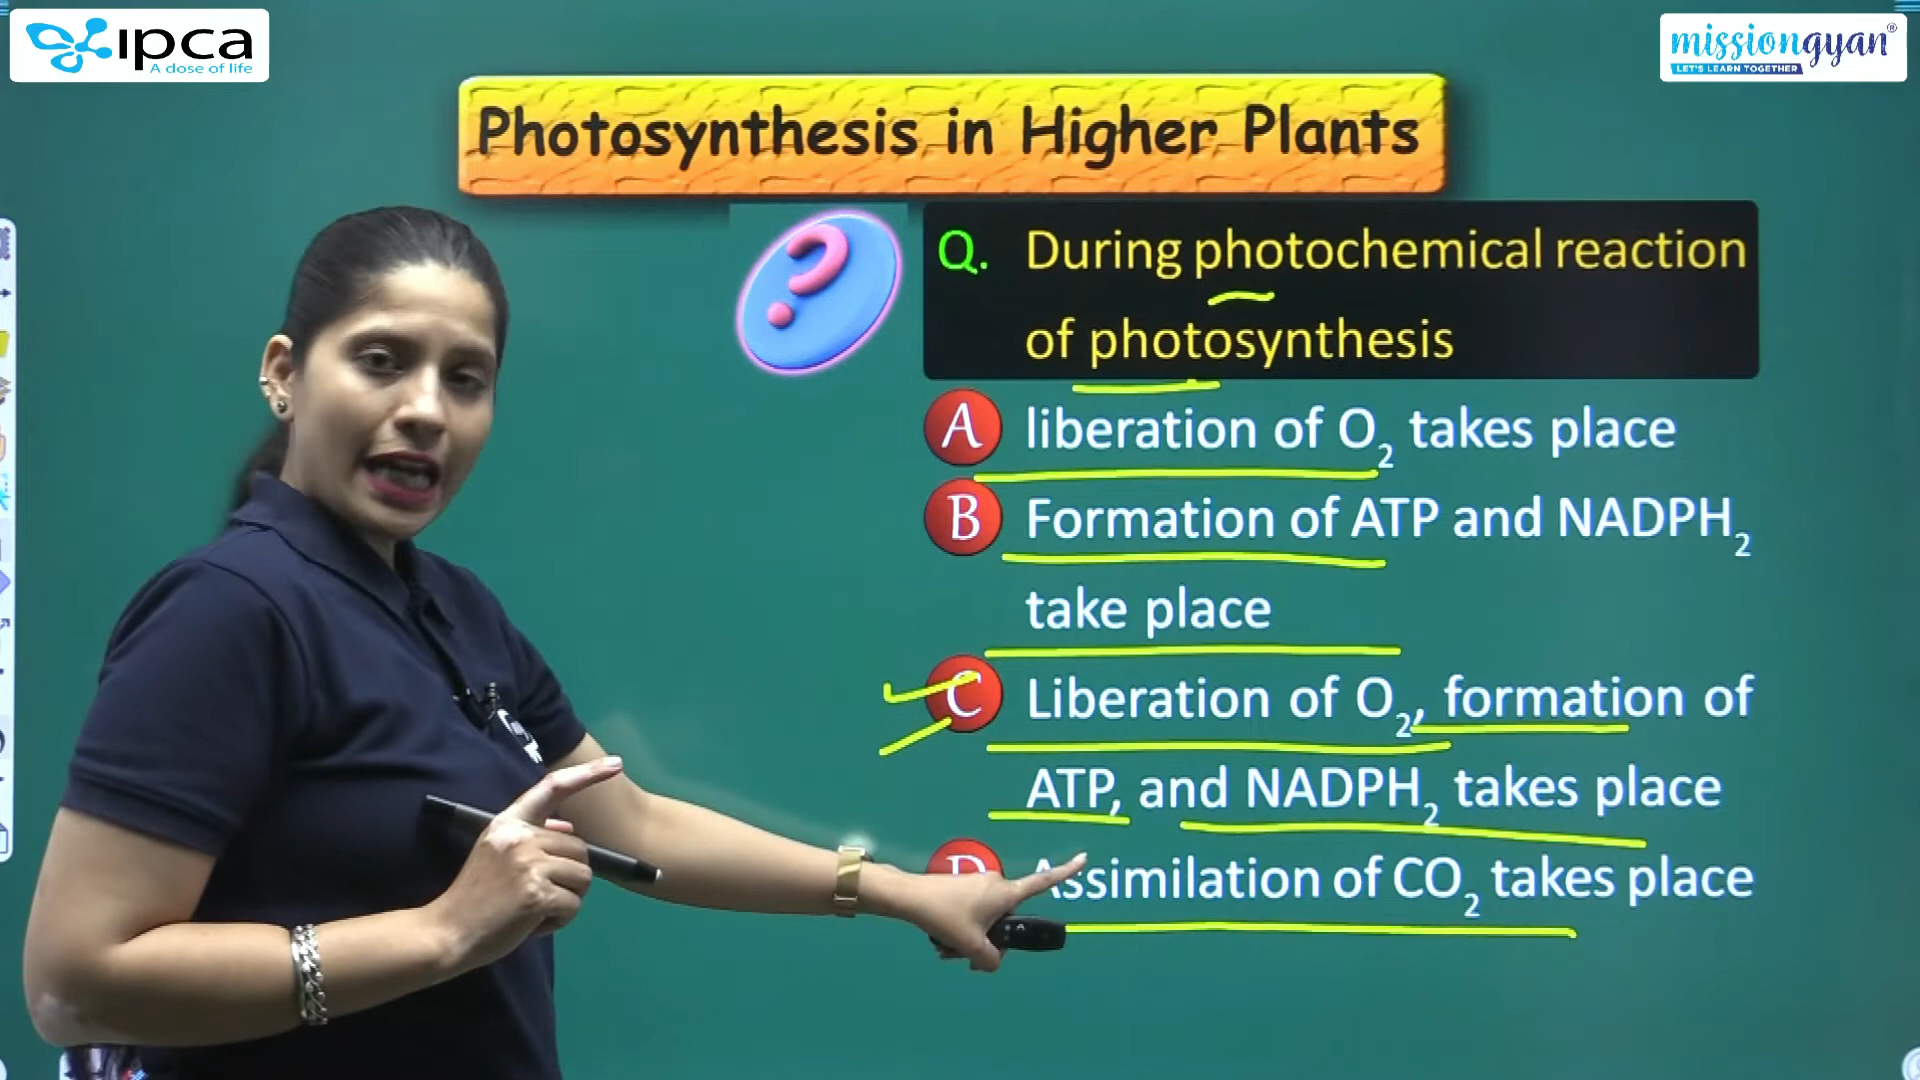 ipca
A dose of life
missiongyan®
LET'S LEARN TOGETHER
Photosynthesis in Higher Plants
Q. During photochemical reaction
of photosynthesis
A liberation of O₂ takes place
B Formation of ATP and NADPH₂
take place
C Liberation of O₂, formation of
ATP, and NADPH₂ takes place
D Assimilation of CO₂ takes place